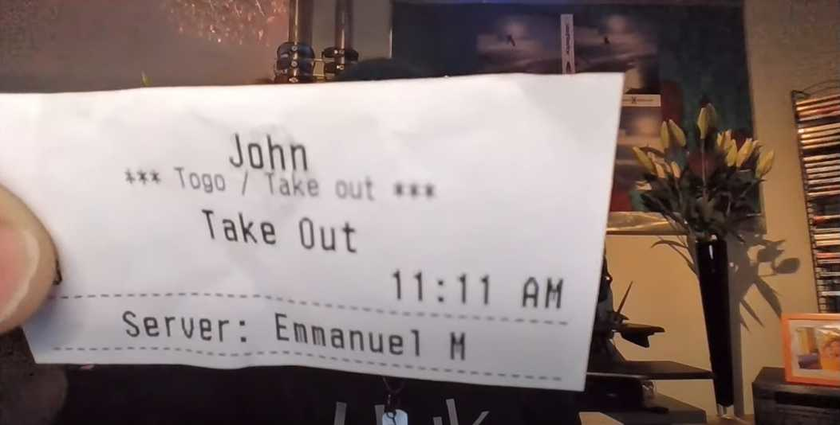 John
*** Togo / Take out ***
Take Out
11:11 AM
Server: Emmanuel M